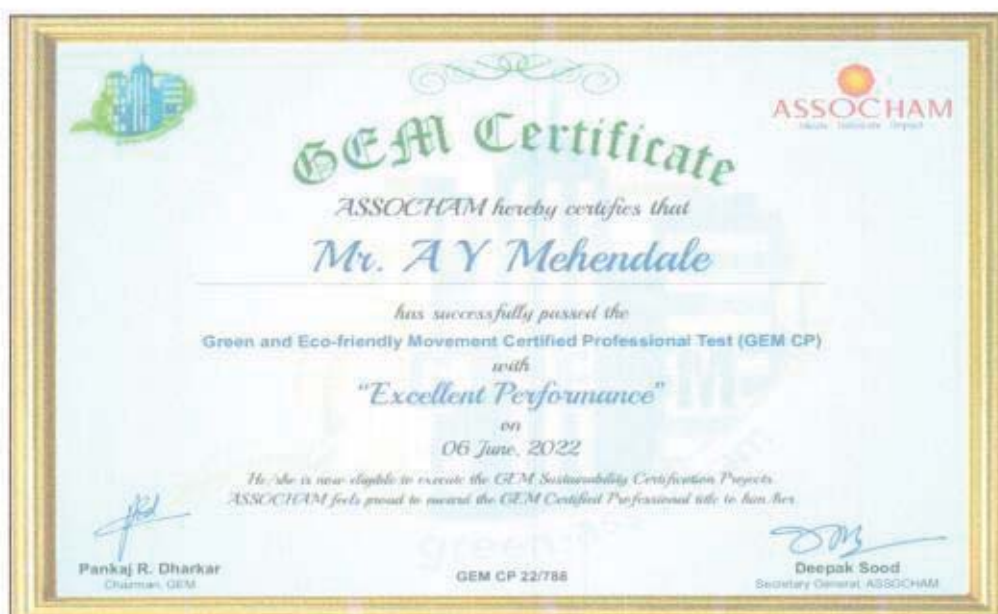 ASSOCHAM
GEM Certificate
ASSOCHAM hereby certifies that
Mr. A Y Mehendale
has successfully passed the
Green and Eco-friendly Movement Certified Professional Test (GEM CP)
with
"Excellent Performance"
on
06 June, 2022
He/she is now eligible to execute the GEM Sustainability Certification Projects
ASSOCHAM feels proud to award the GEM Certified Professional title to him/her
Pankaj R. Dharkar
Chairman, GEM
GEM CP 22/788
Deepak Sood
Secretary General, ASSOCHAM